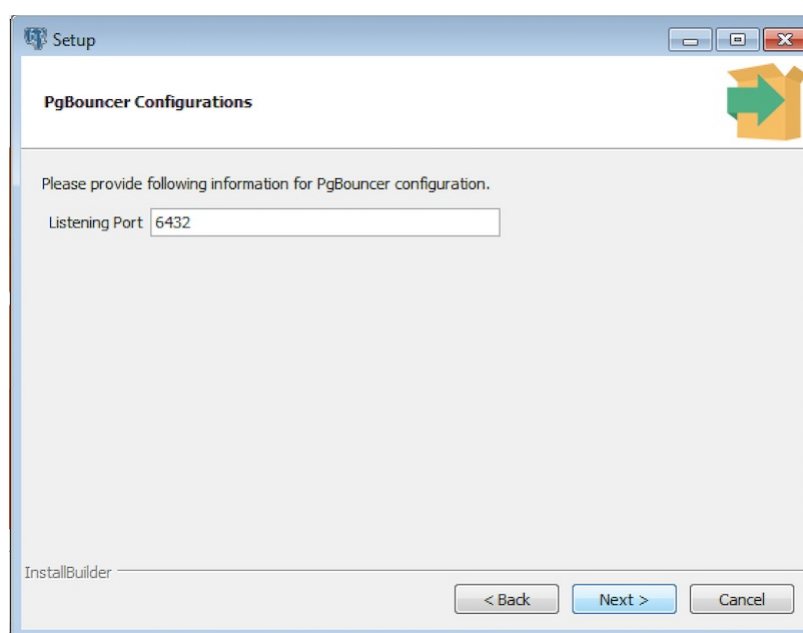 Setup
PgBouncer Configurations
Please provide following information for PgBouncer configuration.
Listening Port 6432
InstallBuilder
< Back Next > Cancel